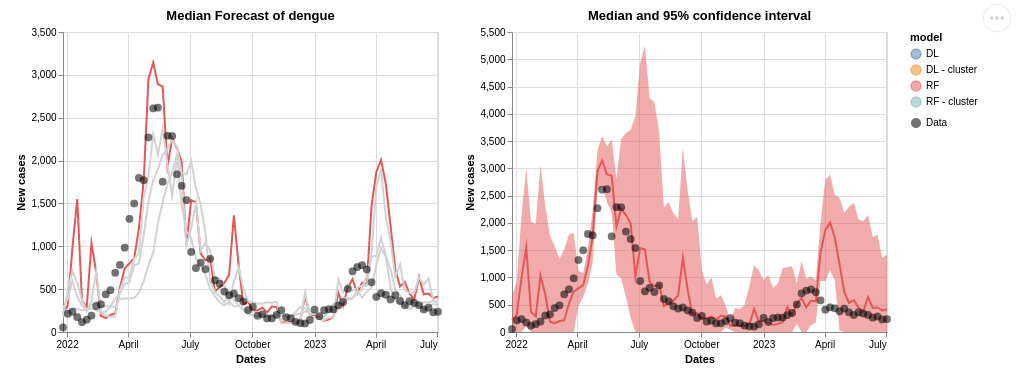 Median Forecast of dengue
3,500
3,000
2,500
2,000
1,500
1,000
500
0
New cases
2022
April
July
October
2023
April
July
Dates
Median and 95% confidence interval
5,500
5,000
4,500
4,000
3,500
3,000
2,500
2,000
1,500
1,000
500
0
New cases
2022
April
July
October
2023
April
July
Dates
model
DL
DL - cluster
RF
RF - cluster
Data